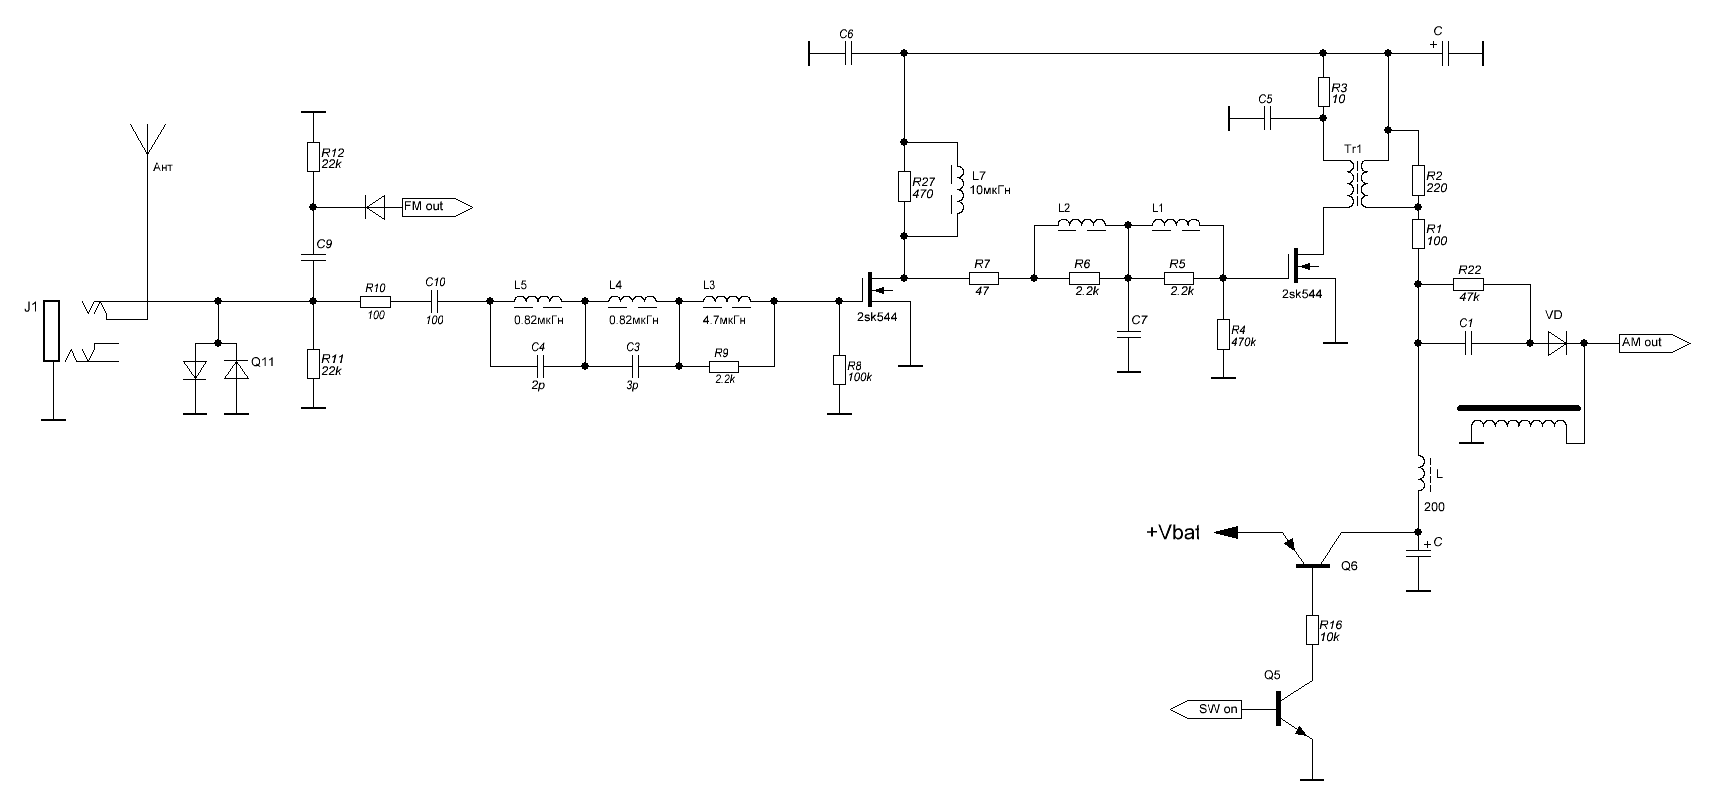 C6
C
+
R3
10
C5
Tr1
R12
22k
Ант
R27
470
L7
10мкГн
R2
220
FM out
L2
L1
R1
100
C9
R7
47
R6
2.2k
R5
2.2k
R22
47k
J1
R10
100
C10
100
L5
0.82мкГн
L4
0.82мкГн
L3
4.7мкГн
2sk544
2sk544
C7
R4
470k
C1
VD
AM out
Q11
R11
22k
C4
2p
C3
3p
R9
2.2k
R8
100k
L
200
+Vbat
Q6
+
C
R16
10k
Q5
SW on